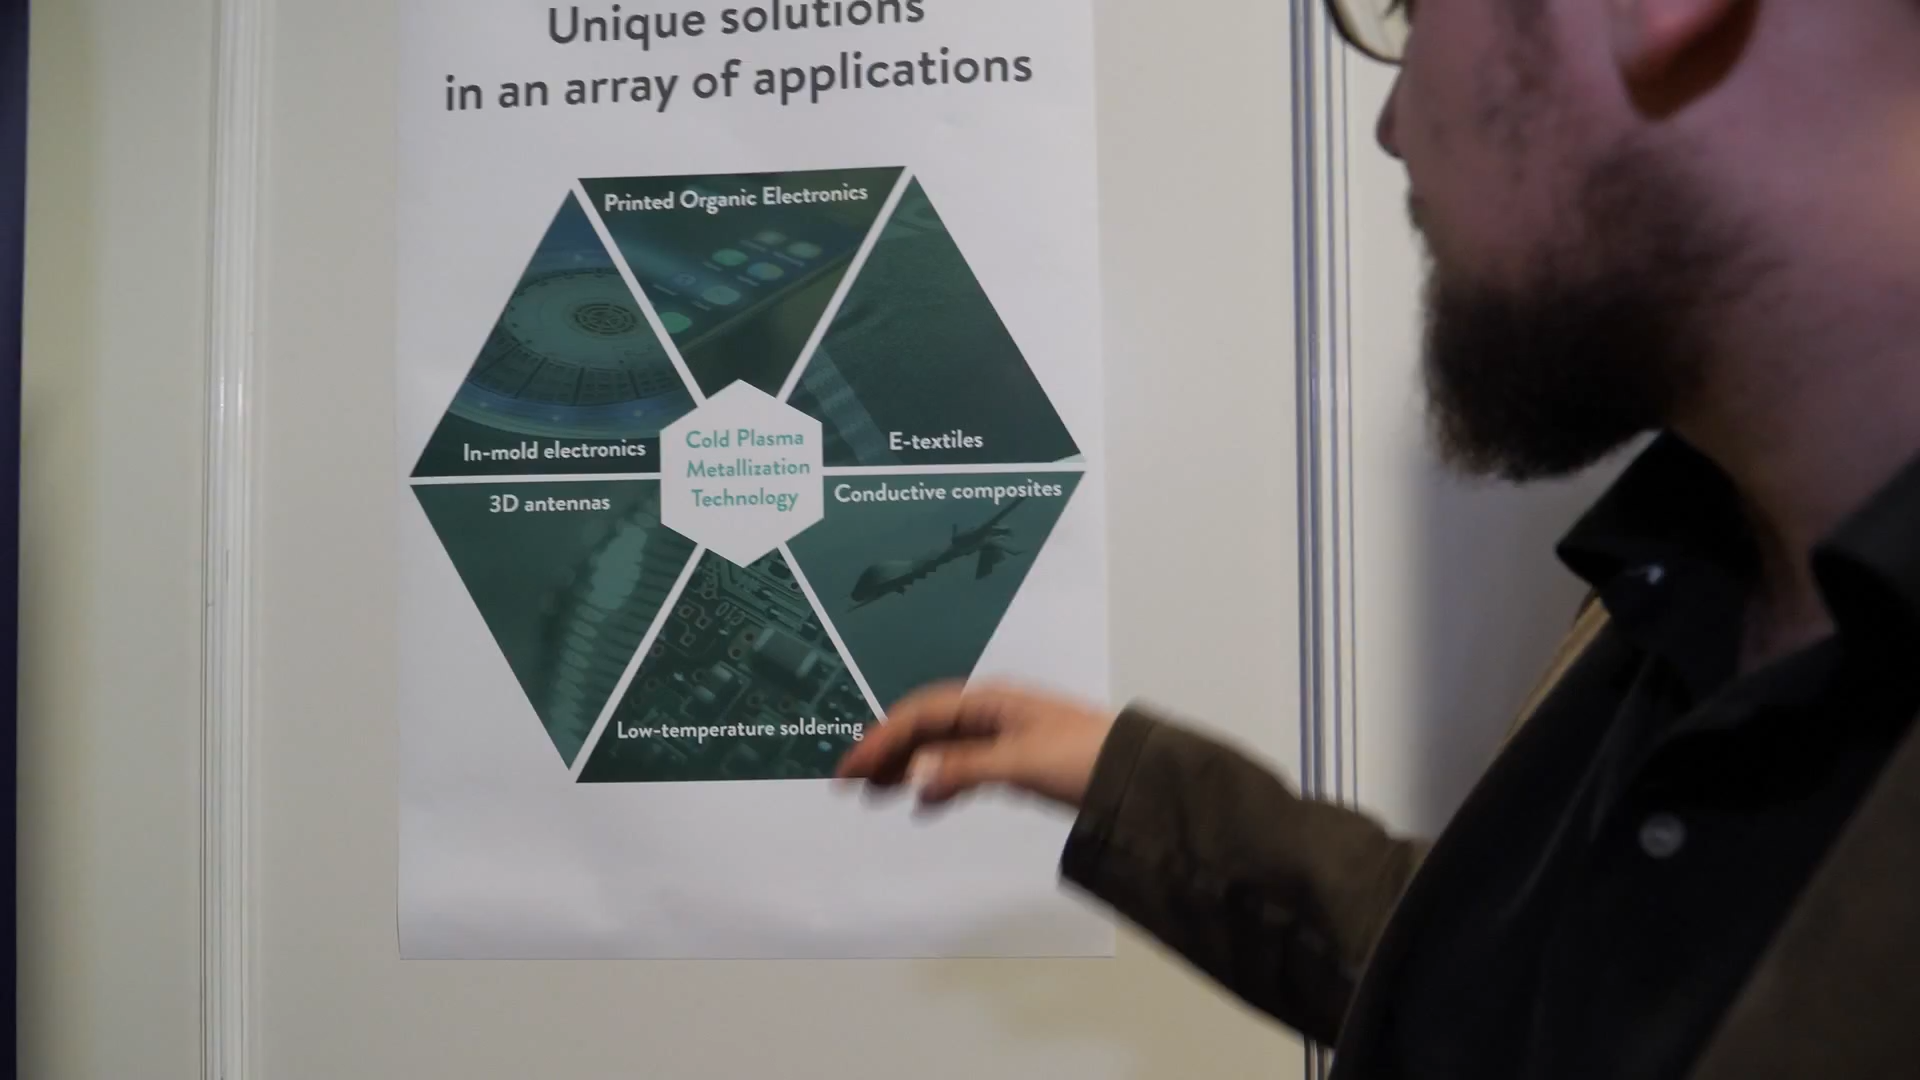 Unique solutions
in an array of applications
Printed Organic Electronics
In-mold electronics
E-textiles
Cold Plasma
Metallization
Technology
3D antennas
Conductive composites
Low-temperature soldering